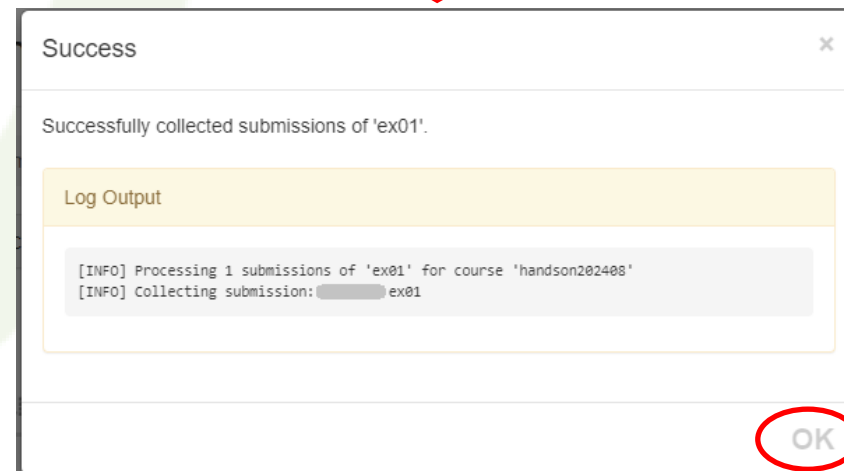 Success ×
Successfully collected submissions of 'ex01'.
Log Output
[INFO] Processing 1 submissions of 'ex01' for course 'handson202408'
[INFO] Collecting submission: ex01
OK